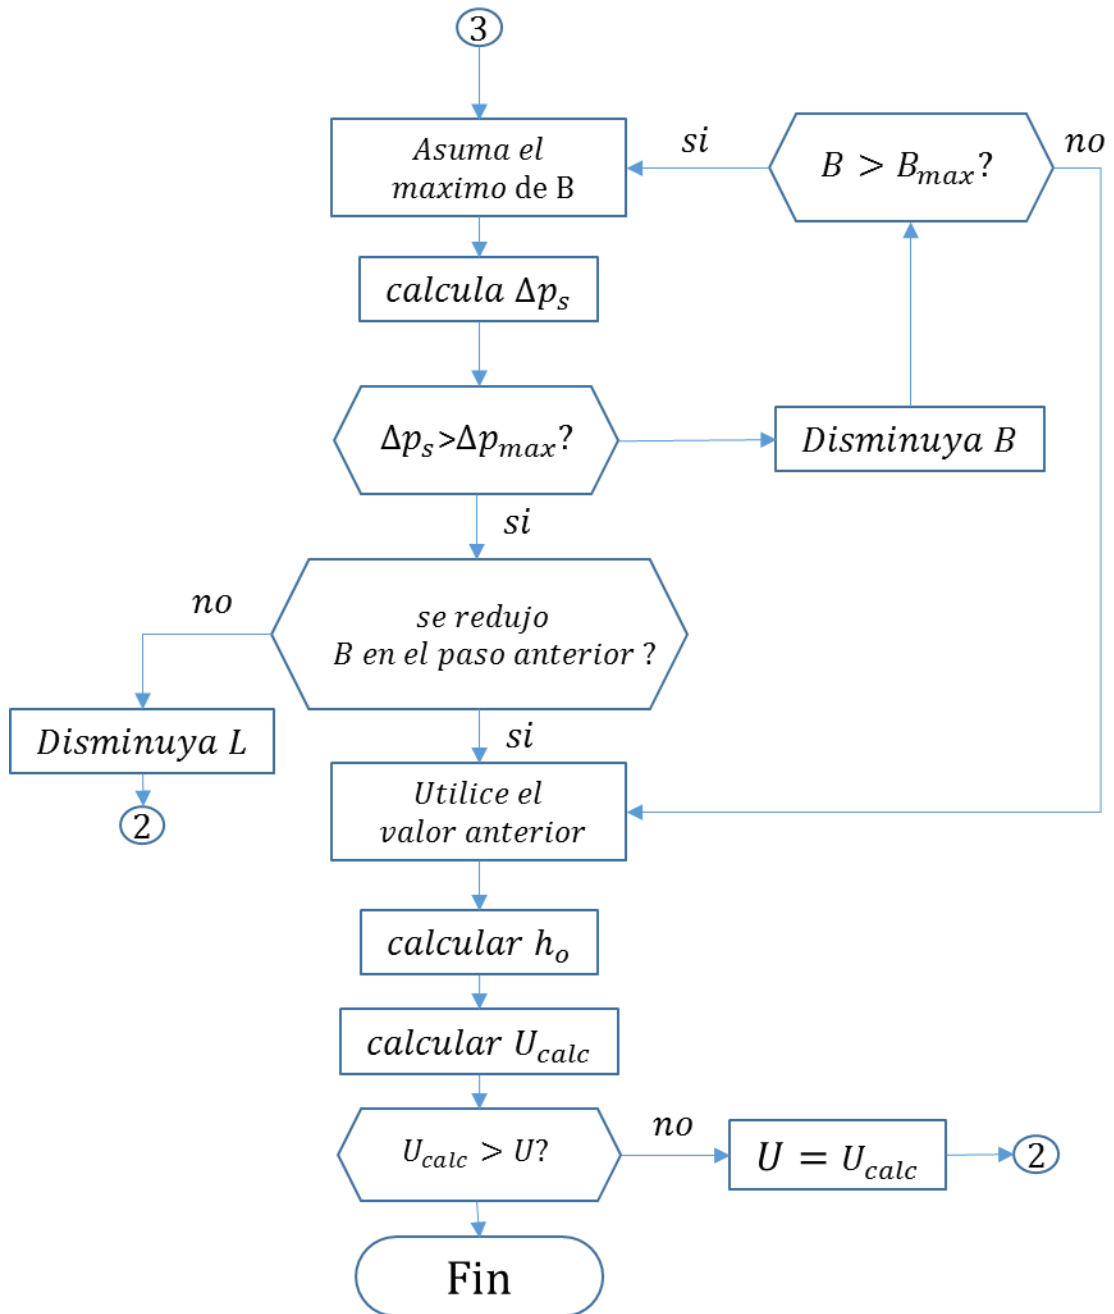 3
Asuma el
maximo de B
si
B > Bmax?
no
calcula Δps
Δps>Δpmax?
Disminuya B
si
no
se redujo
B en el paso anterior ?
Disminuya L
si
2
Utilice el
valor anterior
calcular ho
calcular Ucalc
Ucalc > U?
no
U = Ucalc
2
Fin